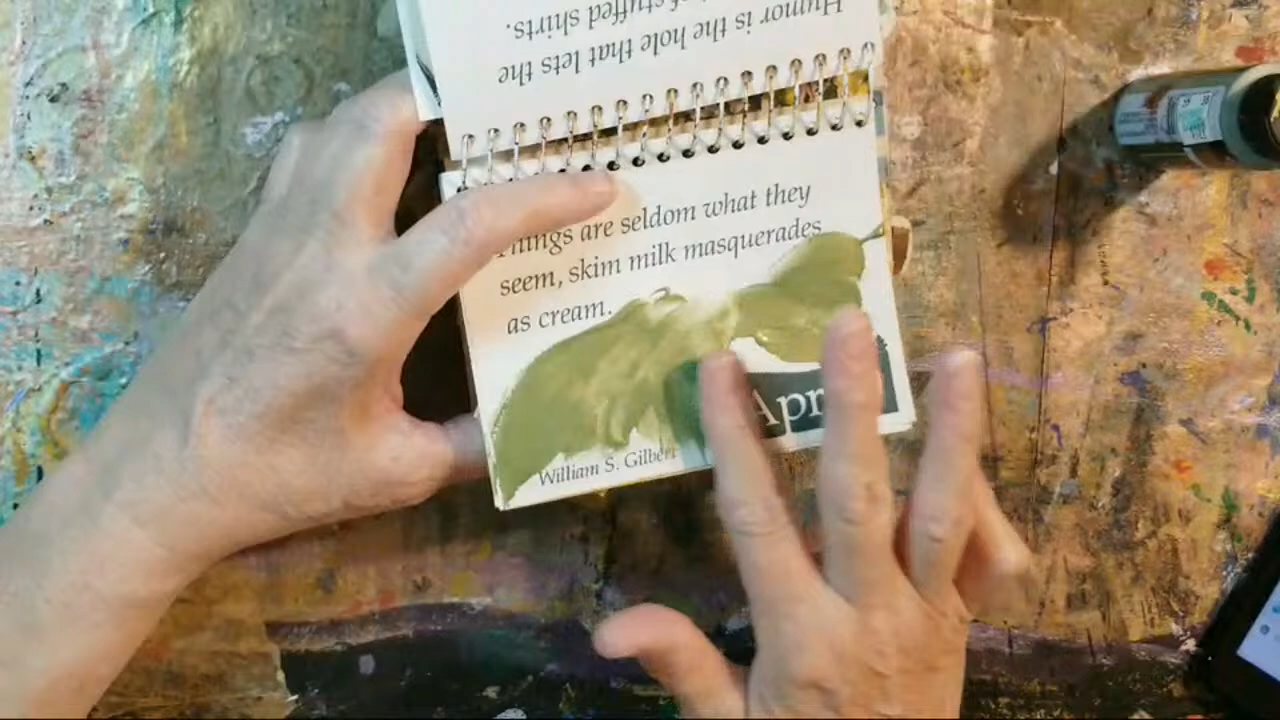 Humor is the hole that lets the
stuffed shirts.
Things are seldom what they
seem, skim milk masquerades
as cream.
Apr
William S. Gilbert